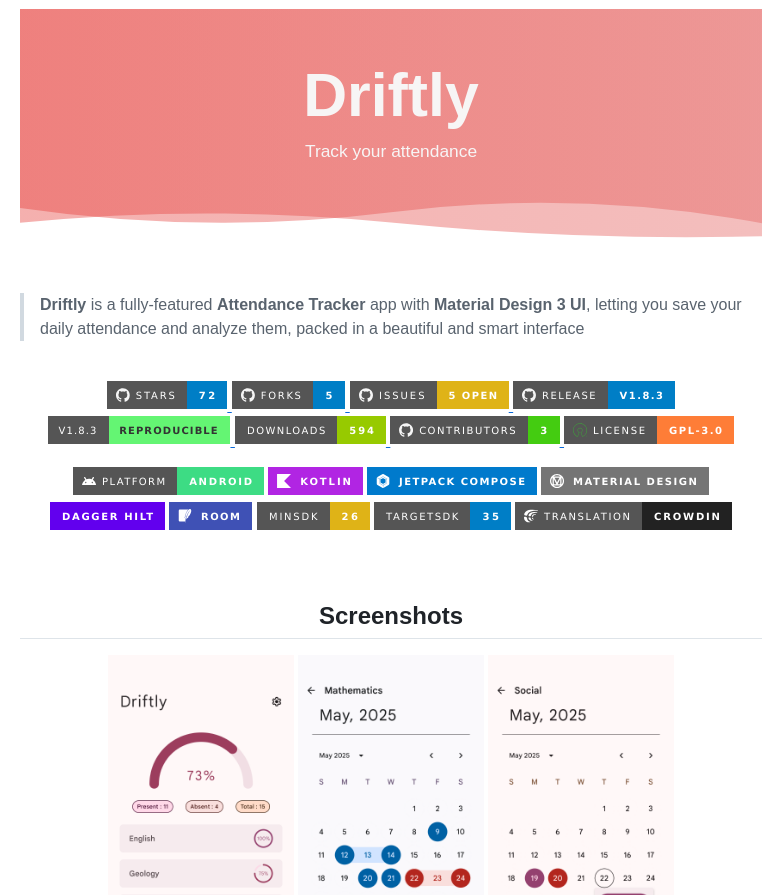 Driftly
Track your attendance
Driftly is a fully-featured Attendance Tracker app with Material Design 3 UI, letting you save your
daily attendance and analyze them, packed in a beautiful and smart interface
STARS 72 FORKS 5 ISSUES 5 OPEN RELEASE V1.8.3
V1.8.3 REPRODUCIBLE DOWNLOADS 594 CONTRIBUTORS 3 LICENSE GPL-3.0
PLATFORM ANDROID KOTLIN JETPACK COMPOSE MATERIAL DESIGN
DAGGER HILT ROOM MINSDK 26 TARGETSDK 35 TRANSLATION CROWDIN
Screenshots
Driftly
73%
Present : 11 Absent : 4 Total : 15
English 100%
Geology 75%
Mathematics
May, 2025
May 2025
S M T W T F S
1 2 3
4 5 6 7 8 9 10
11 12 13 14 15 16 17
18 19 20 21 22 23 24
Social
May, 2025
May 2025
S M T W T F S
1 2 3
4 5 6 7 8 9 10
11 12 13 14 15 16 17
18 19 20 21 22 23 24